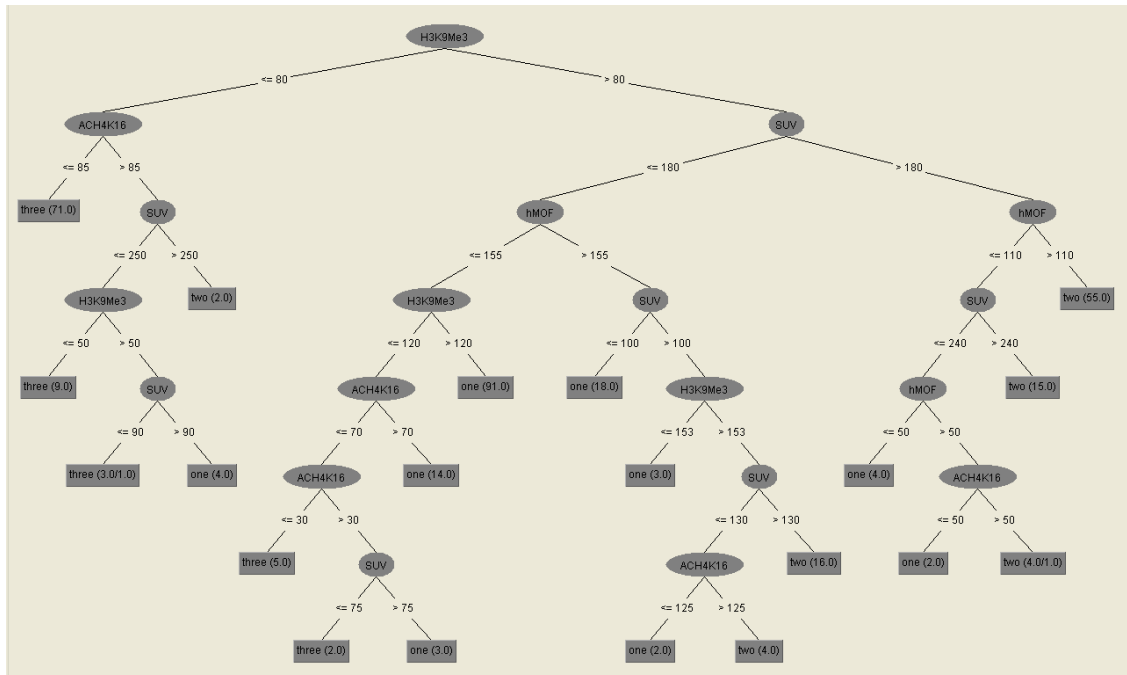 H3K9Me3
<= 80 > 80
ACH4K16 SUV
<= 85 > 85 <= 180 > 180
three (71.0) SUV hMOF hMOF
<= 250 > 250 <= 155 > 155 <= 110 > 110
H3K9Me3 two (2.0) H3K9Me3 SUV SUV two (55.0)
<= 50 > 50 <= 120 > 120 <= 100 > 100 <= 240 > 240
three (9.0) SUV ACH4K16 one (91.0) one (18.0) H3K9Me3 hMOF two (15.0)
<= 90 > 90 <= 70 > 70 <= 153 > 153 <= 50 > 50
three (3.0/1.0) one (4.0) ACH4K16 one (14.0) one (3.0) SUV one (4.0) ACH4K16
<= 30 > 30 <= 130 > 130 <= 50 > 50
three (5.0) SUV ACH4K16 two (16.0) one (2.0) two (4.0/1.0)
<= 75 > 75 <= 125 > 125
three (2.0) one (3.0) one (2.0) two (4.0)